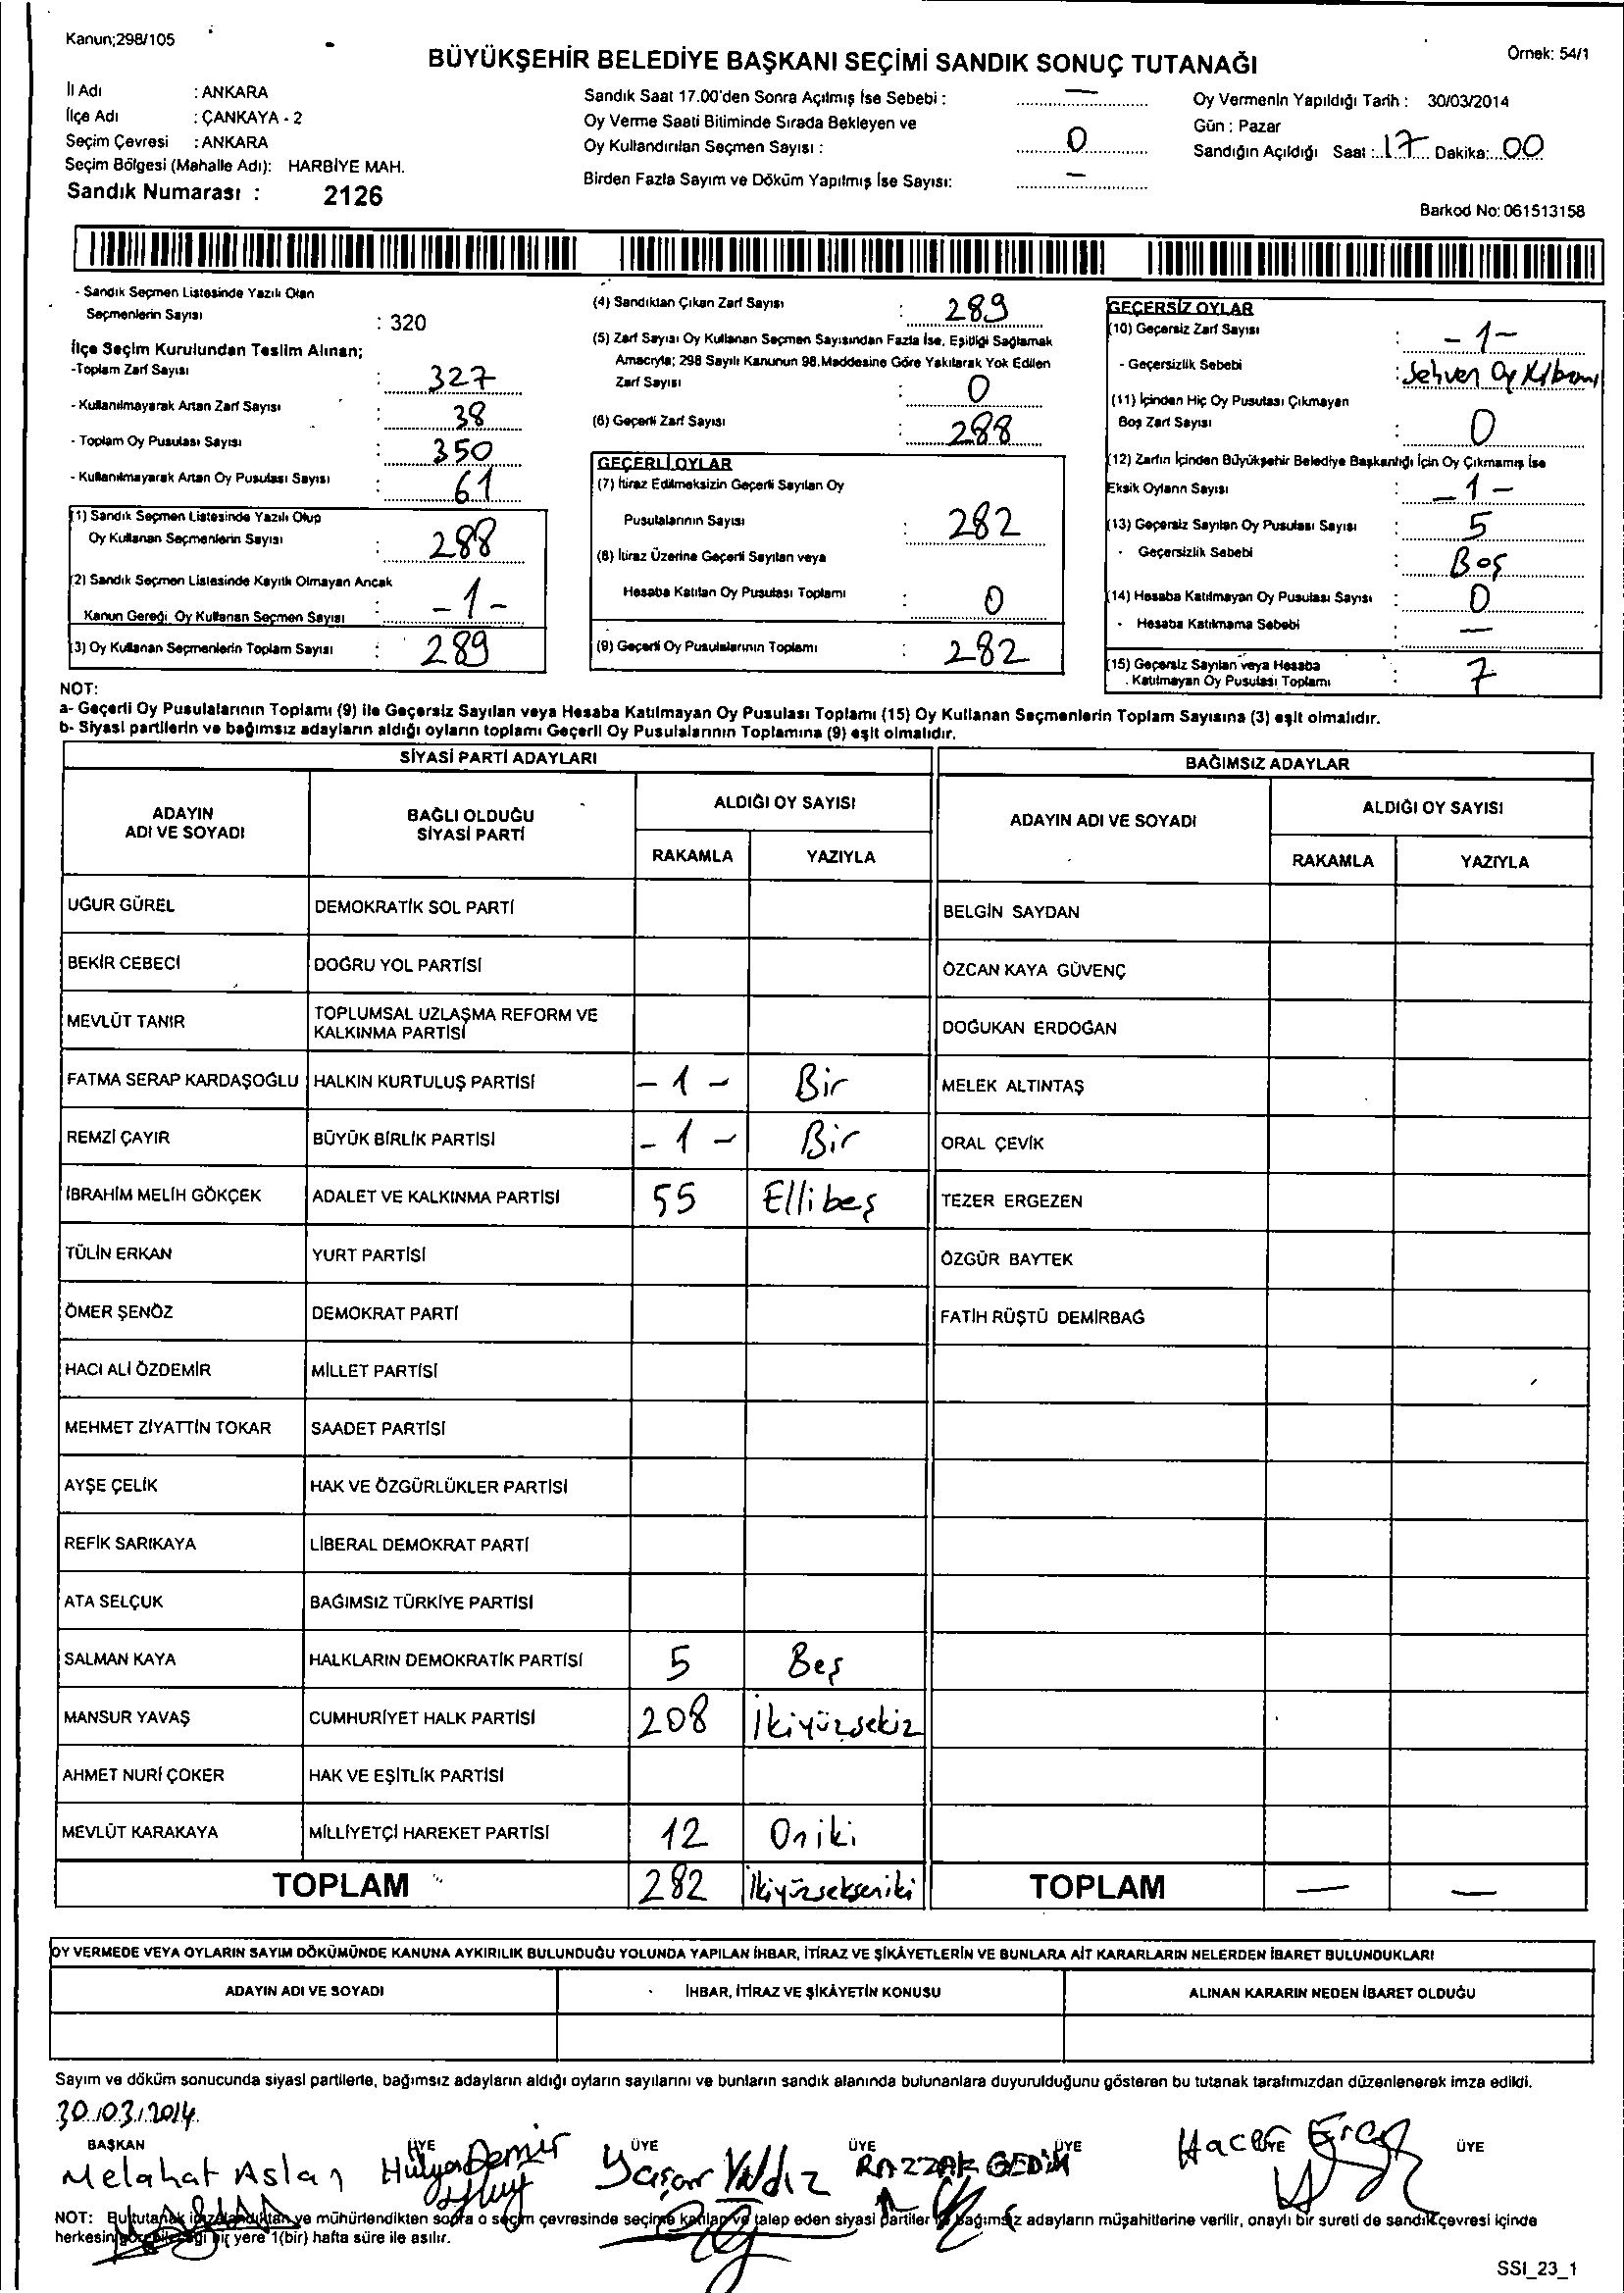 Kanun;298/105
Örnek: 54/1
BÜYÜKŞEHİR BELEDİYE BAŞKANI SEÇİMİ SANDIK SONUÇ TUTANAĞI
İl Adı : ANKARA
İlçe Adı : ÇANKAYA - 2
Seçim Çevresi : ANKARA
Seçim Bölgesi (Mahalle Adı): HARBİYE MAH.
Sandık Numarası : 2126
Sandık Saat 17.00'den Sonra Açılmış İse Sebebi : —
Oy Verme Saati Bitiminde Sırada Bekleyen ve
Oy Kullandırılan Seçmen Sayısı : 0
Birden Fazla Sayım ve Döküm Yapılmış İse Sayısı: —
Oy Vermenin Yapıldığı Tarih : 30/03/2014
Gün : Pazar
Sandığın Açıldığı Saat :..17.... Dakika:...00
Barkod No: 061513158
- Sandık Seçmen Listesinde Yazılı Olan
Seçmenlerin Sayısı : 320
İlçe Seçim Kurulundan Teslim Alınan;
-Toplam Zarf Sayısı : 327
- Kullanılmayarak Artan Zarf Sayısı : 38
- Toplam Oy Pusulası Sayısı : 350
- Kullanılmayarak Artan Oy Pusulası Sayısı : 61
(1) Sandık Seçmen Listesinde Yazılı Olup
Oy Kullanan Seçmenlerin Sayısı : 288
(2) Sandık Seçmen Listesinde Kayıtlı Olmayan Ancak
Kanun Gereği Oy Kullanan Seçmen Sayısı : -1-
(3) Oy Kullanan Seçmenlerin Toplam Sayısı : 289
(4) Sandıktan Çıkan Zarf Sayısı : 289
(5) Zarf Sayısı Oy Kullanan Seçmen Sayısından Fazla İse, Eşitliği Sağlamak
Amacıyla; 298 Sayılı Kanunun 98.Maddesine Göre Yakılarak Yok Edilen
Zarf Sayısı : 0
(6) Geçerli Zarf Sayısı : 288
GEÇERLİ OYLAR
(7) İtiraz Edilmeksizin Geçerli Sayılan Oy
Pusulalarının Sayısı : 282
(8) İtiraz Üzerine Geçerli Sayılan veya
Hesaba Katılan Oy Pusulası Toplamı : 0
(9) Geçerli Oy Pusulalarının Toplamı : 282
GEÇERSİZ OYLAR
(10) Geçersiz Zarf Sayısı : -1-
- Geçersizlik Sebebi : Sehven Oy
(11) İçinden Hiç Oy Pusulası Çıkmayan
Boş Zarf Sayısı : 0
(12) Zarfın İçinden Büyükşehir Belediye Başkanlığı İçin Oy Çıkmamış İse
Eksik Oyların Sayısı : -1-
(13) Geçersiz Sayılan Oy Pusulası Sayısı : 5
- Geçersizlik Sebebi : Boş
(14) Hesaba Katılmayan Oy Pusulası Sayısı : 0
- Hesaba Katılmama Sebebi : —
(15) Geçersiz Sayılan veya Hesaba
Katılmayan Oy Pusulası Toplamı : 7
NOT:
a- Geçerli Oy Pusulalarının Toplamı (9) ile Geçersiz Sayılan veya Hesaba Katılmayan Oy Pusulası Toplamı (15) Oy Kullanan Seçmenlerin Toplam Sayısına (3) eşit olmalıdır.
b- Siyasi partilerin ve bağımsız adayların aldığı oyların toplamı Geçerli Oy Pusulalarının Toplamına (9) eşit olmalıdır.
SİYASİ PARTİ ADAYLARI
BAĞIMSIZ ADAYLAR
ADAYIN ADI VE SOYADI
BAĞLI OLDUĞU SİYASİ PARTİ
ALDIĞI OY SAYISI
RAKAMLA YAZIYLA
ADAYIN ADI VE SOYADI
ALDIĞI OY SAYISI
RAKAMLA YAZIYLA
UĞUR GÜREL DEMOKRATİK SOL PARTİ BELGİN SAYDAN
BEKİR CEBECİ DOĞRU YOL PARTİSİ ÖZCAN KAYA GÜVENÇ
MEVLÜT TANIR TOPLUMSAL UZLAŞMA REFORM VE KALKINMA PARTİSİ DOĞUKAN ERDOĞAN
FATMA SERAP KARDAŞOĞLU HALKIN KURTULUŞ PARTİSİ -1- Bir MELEK ALTINTAŞ
REMZİ ÇAYIR BÜYÜK BİRLİK PARTİSİ -1- Bir ORAL ÇEVİK
İBRAHİM MELİH GÖKÇEK ADALET VE KALKINMA PARTİSİ 55 Ellibeş TEZER ERGEZEN
TÜLİN ERKAN YURT PARTİSİ ÖZGÜR BAYTEK
ÖMER ŞENÖZ DEMOKRAT PARTİ FATİH RÜŞTÜ DEMİRBAĞ
HACI ALİ ÖZDEMİR MİLLET PARTİSİ
MEHMET ZİYATTİN TOKAR SAADET PARTİSİ
AYŞE ÇELİK HAK VE ÖZGÜRLÜKLER PARTİSİ
REFİK SARIKAYA LİBERAL DEMOKRAT PARTİ
ATA SELÇUK BAĞIMSIZ TÜRKİYE PARTİSİ
SALMAN KAYA HALKLARIN DEMOKRATİK PARTİSİ 5 Beş
MANSUR YAVAŞ CUMHURİYET HALK PARTİSİ 208 İkiyüzsekiz
AHMET NURİ ÇOKER HAK VE EŞİTLİK PARTİSİ
MEVLÜT KARAKAYA MİLLİYETÇİ HAREKET PARTİSİ 12 Oniki
TOPLAM 282 İkiyüzsekseniki TOPLAM — —
OY VERMEDE VEYA OYLARIN SAYIM DÖKÜMÜNDE KANUNA AYKIRILIK BULUNDUĞU YOLUNDA YAPILAN İHBAR, İTİRAZ VE ŞİKÂYETLERİN VE BUNLARA AİT KARARLARIN NELERDEN İBARET BULUNDUKLARI
ADAYIN ADI VE SOYADI İHBAR, İTİRAZ VE ŞİKÂYETİN KONUSU ALINAN KARARIN NEDEN İBARET OLDUĞU
Sayım ve döküm sonucunda siyasi partilerle, bağımsız adayların aldığı oyların sayılarını ve bunların sandık alanında bulunanlara duyurulduğunu gösteren bu tutanak tarafımızdan düzenlenerek imza edildi.
30/03/2014
BAŞKAN ÜYE ÜYE ÜYE ÜYE ÜYE ÜYE
Melahat Aslan Hülya Demir Yaşar Yıldız RAZZAK GEDİK Hacer
NOT: Bu tutanak imzalandıktan ve mühürlendikten sonra o seçim çevresinde seçime katılan ve talep eden siyasi partiler ve bağımsız adayların müşahitlerine verilir, onaylı bir sureti de sandık çevresi içinde
herkesin görebileceği bir yere 1(bir) hafta süre ile asılır.
SSI_23_1